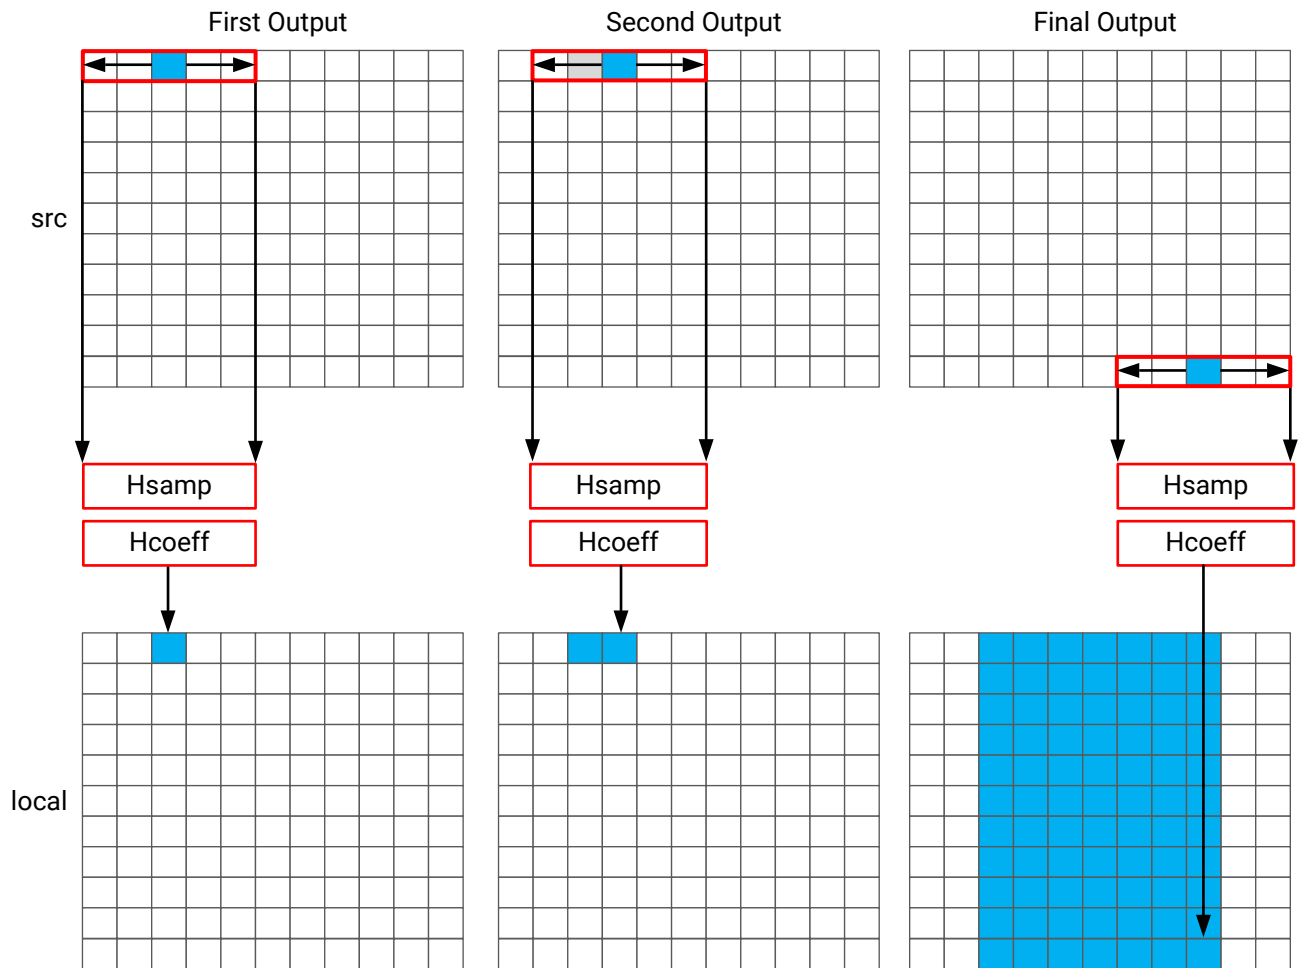 First Output
Second Output
Final Output
src
Hsamp
Hsamp
Hsamp
Hcoeff
Hcoeff
Hcoeff
local